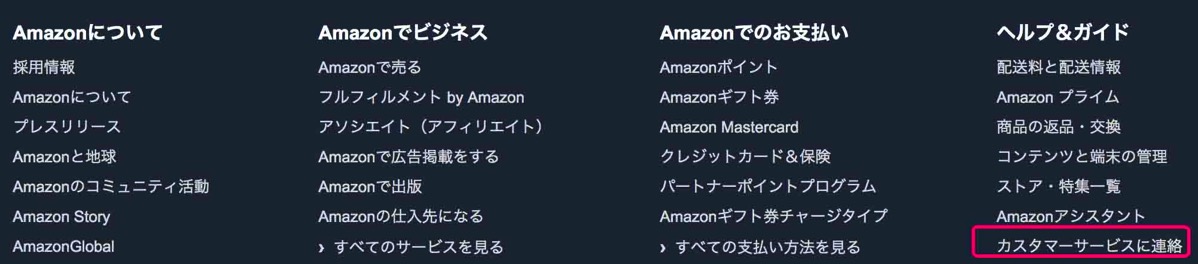 Amazonについて
採用情報
Amazonについて
プレスリリース
Amazonと地球
Amazonのコミュニティ活動
Amazon Story
AmazonGlobal
Amazonでビジネス
Amazonで売る
フルフィルメント by Amazon
アソシエイト（アフィリエイト）
Amazonで広告掲載をする
Amazonで出版
Amazonの仕入先になる
› すべてのサービスを見る
Amazonでのお支払い
Amazonポイント
Amazonギフト券
Amazon Mastercard
クレジットカード＆保険
パートナーポイントプログラム
Amazonギフト券チャージタイプ
› すべての支払い方法を見る
ヘルプ＆ガイド
配送料と配送情報
Amazon プライム
商品の返品・交換
コンテンツと端末の管理
ストア・特集一覧
Amazonアシスタント
カスタマーサービスに連絡